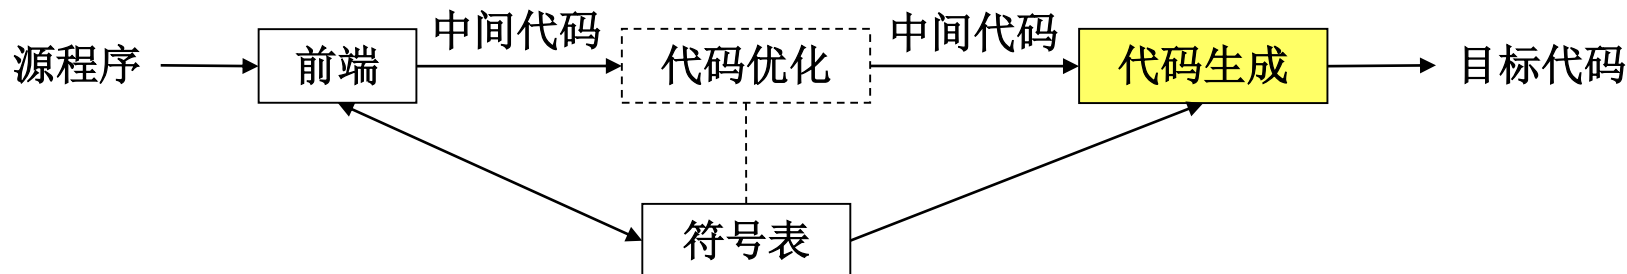 中间代码 中间代码
源程序 前端 代码优化 代码生成 目标代码
符号表